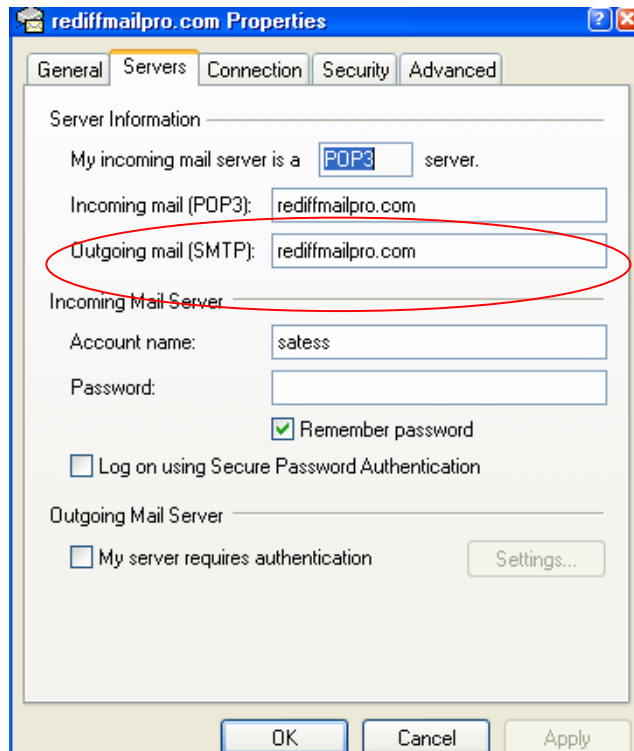 rediffmailpro.com Properties
General Servers Connection Security Advanced
Server Information
My incoming mail server is a POP3 server.
Incoming mail (POP3): rediffmailpro.com
Outgoing mail (SMTP): rediffmailpro.com
Incoming Mail Server
Account name: satess
Password:
Remember password
Log on using Secure Password Authentication
Outgoing Mail Server
My server requires authentication Settings...
OK Cancel Apply